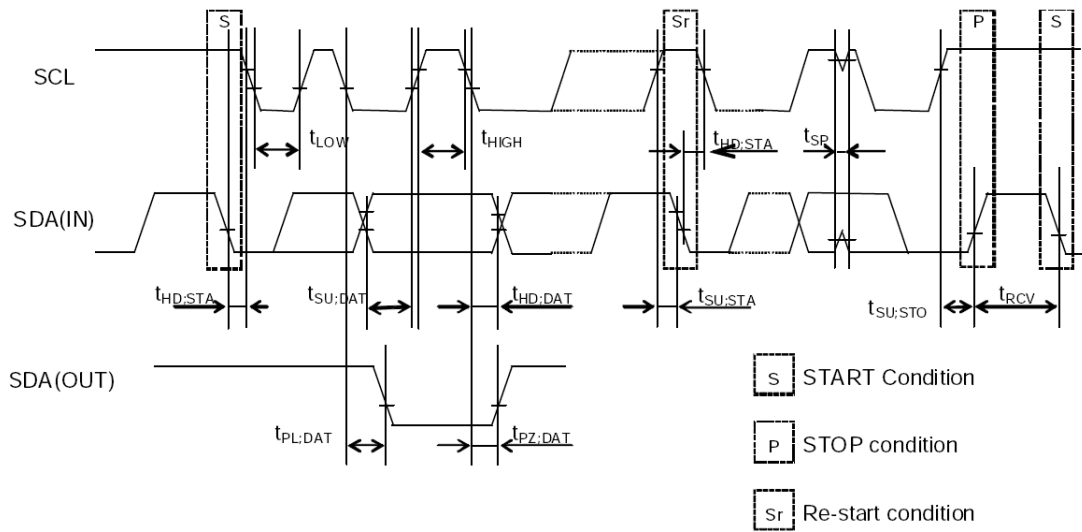 S Sr P S
SCL
tLOW tHIGH tHD;STA tSP
SDA(IN)
tHD;STA tSU;DAT tHD;DAT tSU;STA tSU;STO tRCV
SDA(OUT)
tPL;DAT tPZ;DAT
S START Condition
P STOP condition
Sr Re-start condition